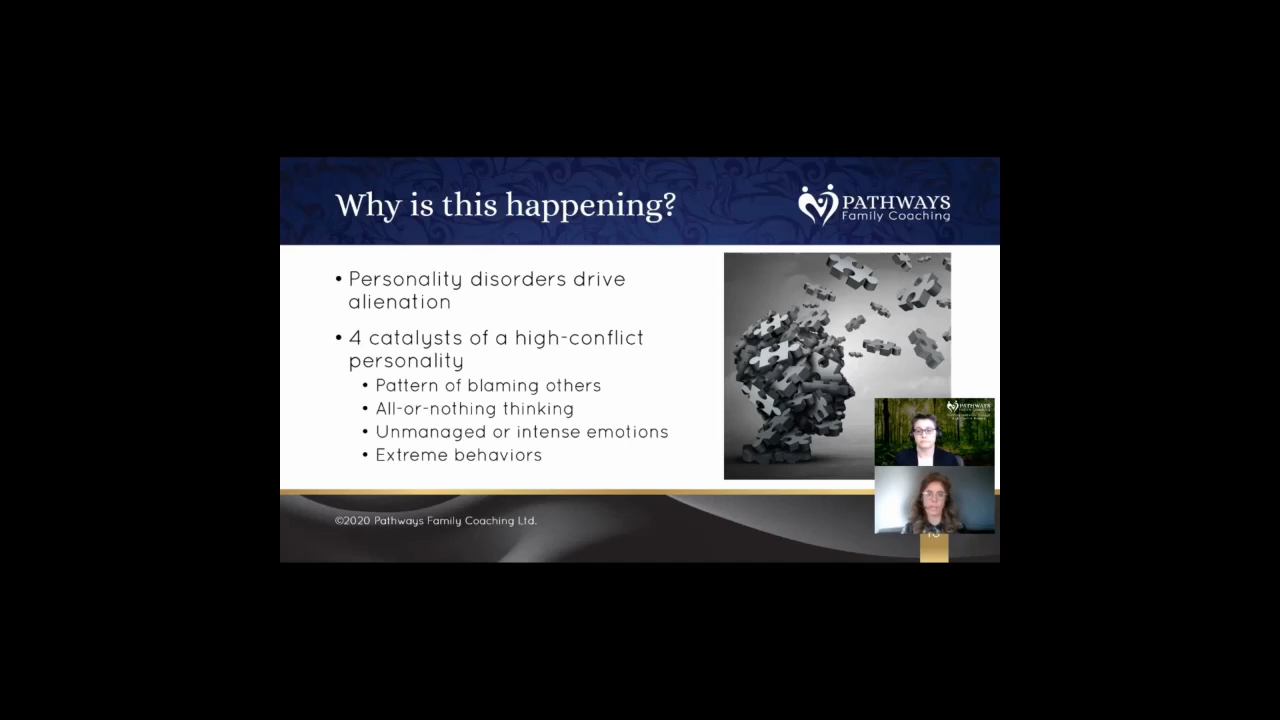 Why is this happening?
PATHWAYS
Family Coaching
• Personality disorders drive
alienation
• 4 catalysts of a high-conflict
personality
• Pattern of blaming others
• All-or-nothing thinking
• Unmanaged or intense emotions
• Extreme behaviors
PATHWAYS
©2020 Pathways Family Coaching Ltd.